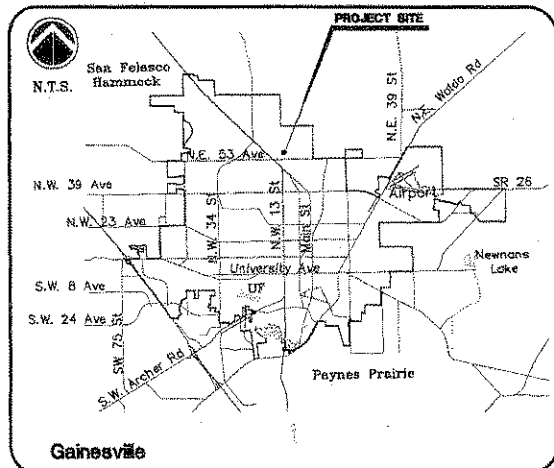 PROJECT SITE
San Felasco
Hammock
N.T.S.
N.E. 39 St
N.E. Waldo Rd
N.E. 53 Ave
N.W. 39 Ave
N.W. 34 St
N.W. 13 St
Main St
Airport
SR 26
N.W. 23 Ave
University Ave
UF
Newnans
Lake
S.W. 8 Ave
S.W. 24 Ave
SW 75 St
S.W. Archer Rd
Paynes Prairie
Gainesville